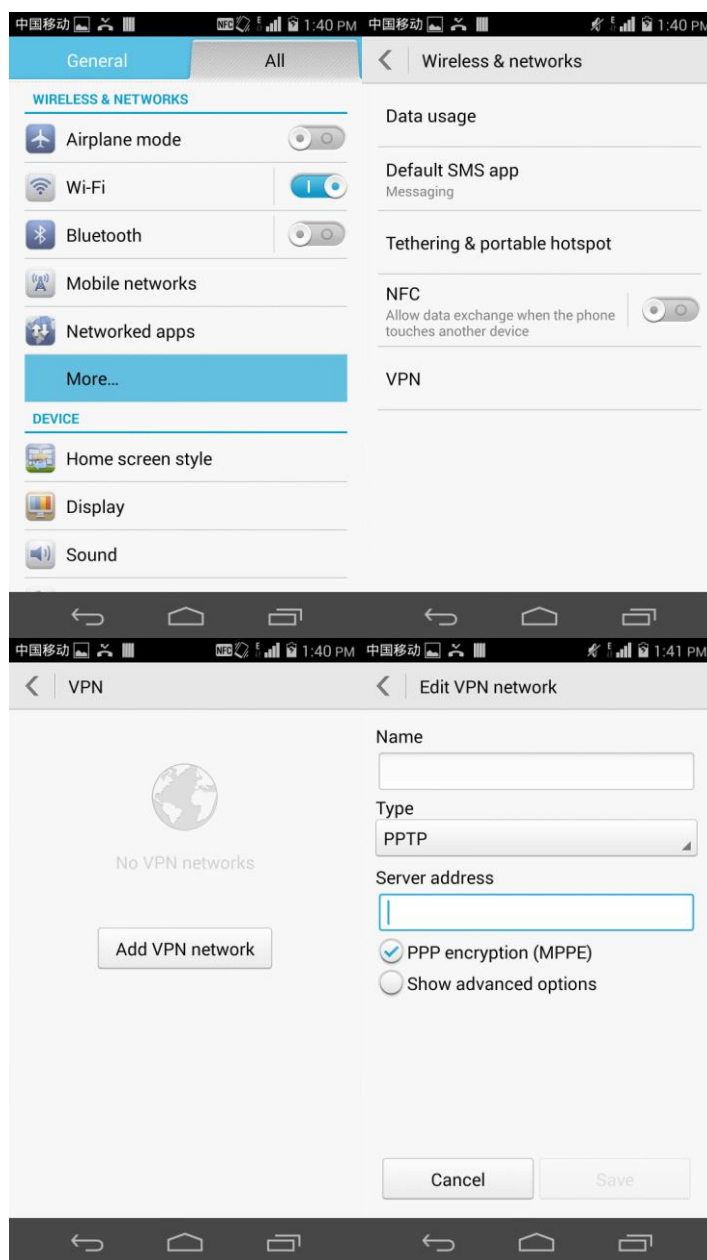 中国移动 NFC 1:40 PM
General All
WIRELESS & NETWORKS
Airplane mode
Wi-Fi
Bluetooth
Mobile networks
Networked apps
More...
DEVICE
Home screen style
Display
Sound
中国移动 1:40 PM
Wireless & networks
Data usage
Default SMS app
Messaging
Tethering & portable hotspot
NFC
Allow data exchange when the phone
touches another device
VPN
中国移动 NFC 1:40 PM
VPN
No VPN networks
Add VPN network
中国移动 1:41 PM
Edit VPN network
Name
Type
PPTP
Server address
PPP encryption (MPPE)
Show advanced options
Cancel Save